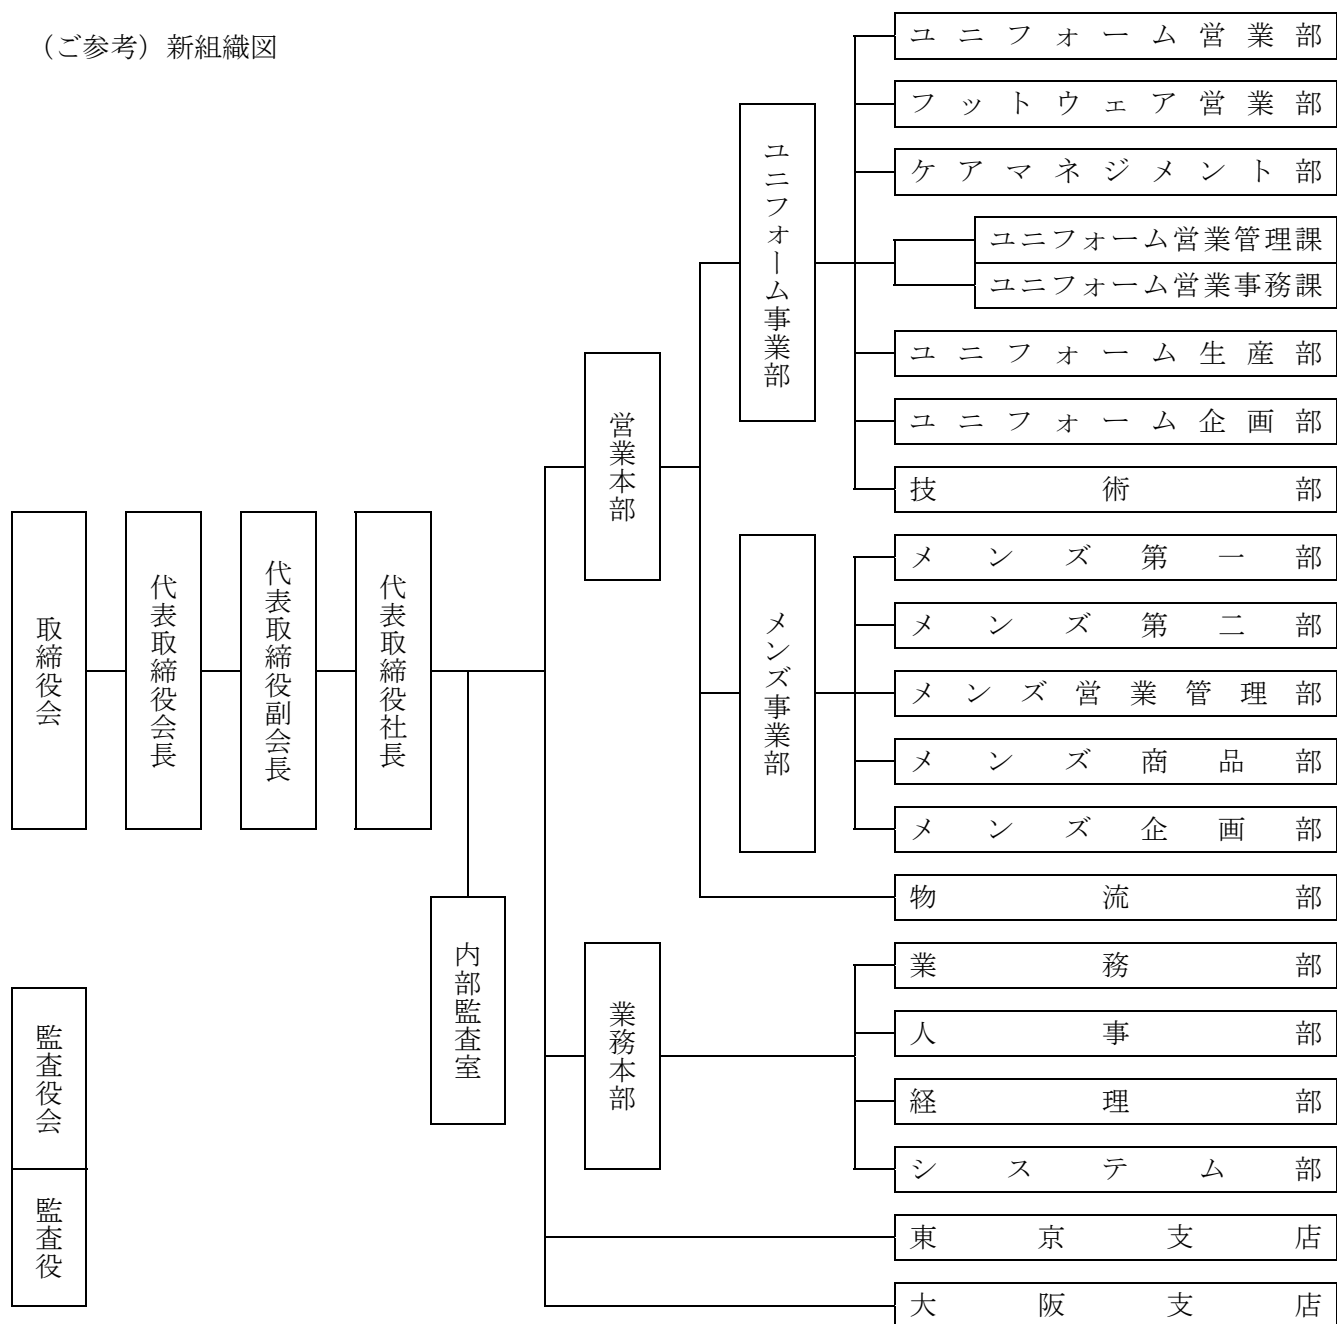 （ご参考）新組織図
取締役会
代表取締役会長
代表取締役副会長
代表取締役社長
内部監査室
監査役会
監査役
営業本部
ユニフォーム事業部
ユニフォーム営業部
フットウェア営業部
ケアマネジメント部
ユニフォーム営業管理課
ユニフォーム営業事務課
ユニフォーム生産部
ユニフォーム企画部
技術部
メンズ事業部
メンズ第一部
メンズ第二部
メンズ営業管理部
メンズ商品部
メンズ企画部
物流部
業務本部
業務部
人事部
経理部
システム部
東京支店
大阪支店